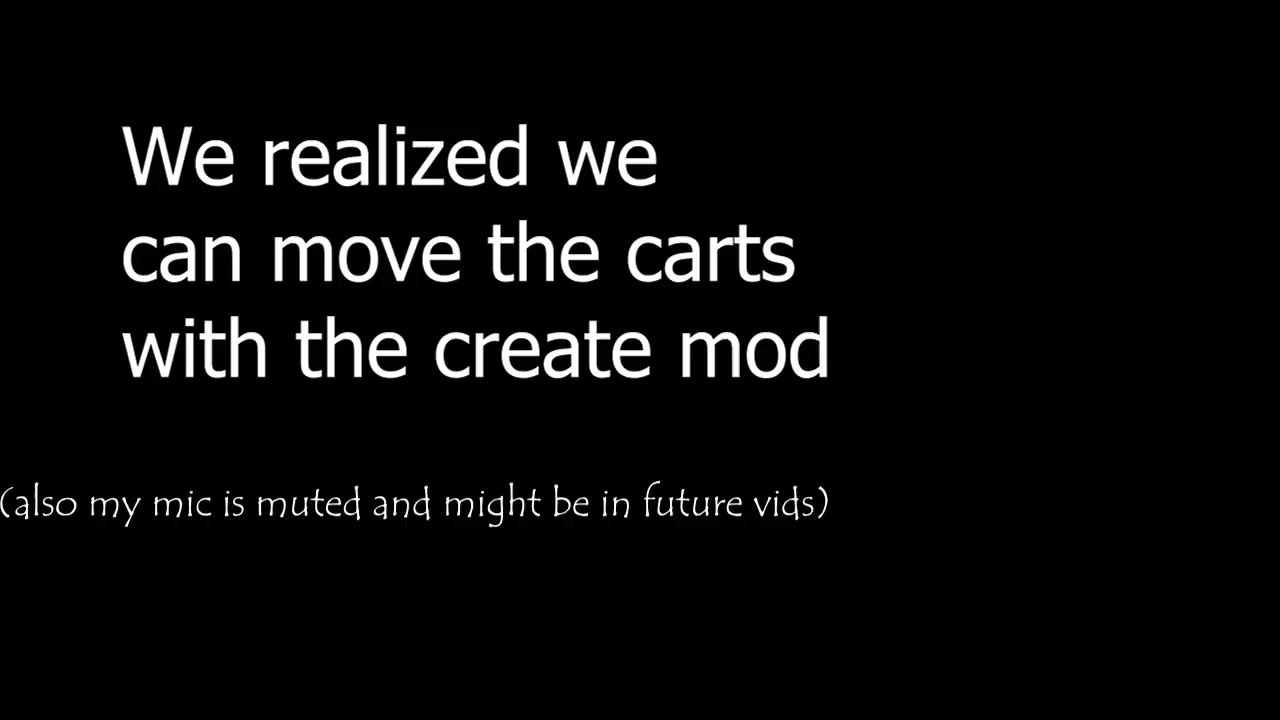 We realized we
can move the carts
with the create mod
(also my mic is muted and might be in future vids)